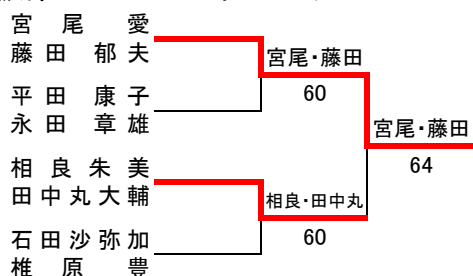 宮尾 愛
藤田 郁夫
宮尾・藤田
平田 康子
60
永田 章雄
宮尾・藤田
64
相良朱美
田中丸大輔
相良・田中丸
石田沙弥加
60
椎原 豊